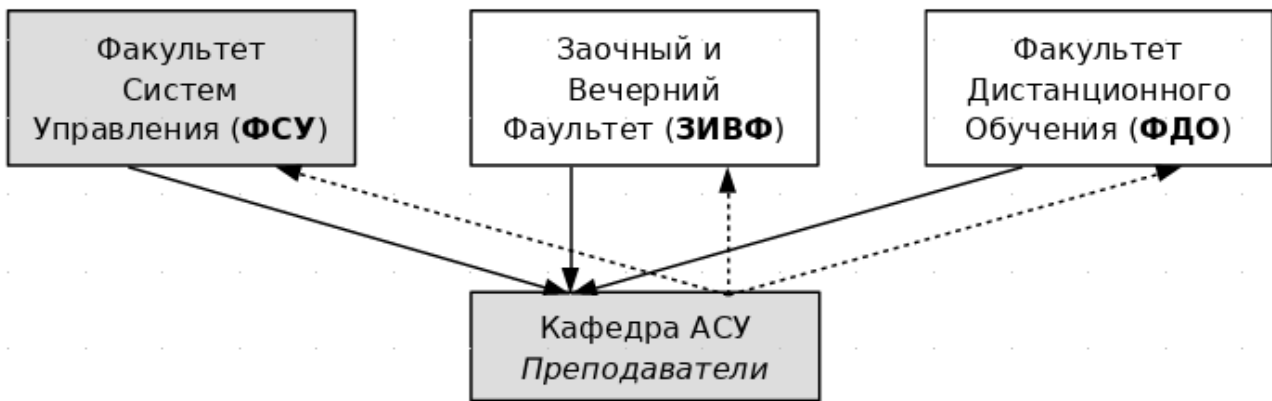 Факультет
Систем
Управления (ФСУ)
Заочный и
Вечерний
Фаультет (ЗИВФ)
Факультет
Дистанционного
Обучения (ФДО)
Кафедра АСУ
Преподаватели